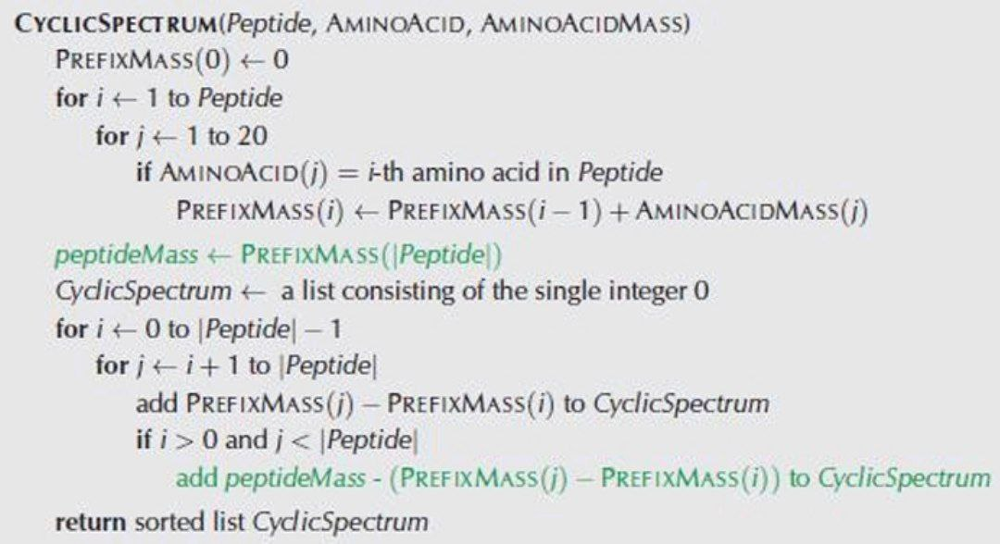 CYCLICSPECTRUM(Peptide, AMINOACID, AMINOACIDMASS)
PREFIXMASS(0) ← 0
for i ← 1 to Peptide
for j ← 1 to 20
if AMINOACID(j) = i-th amino acid in Peptide
PREFIXMASS(i) ← PREFIXMASS(i − 1) + AMINOACIDMASS(j)
peptideMass ← PREFIXMASS(|Peptide|)
CyclicSpectrum ← a list consisting of the single integer 0
for i ← 0 to |Peptide| − 1
for j ← i + 1 to |Peptide|
add PREFIXMASS(j) − PREFIXMASS(i) to CyclicSpectrum
if i > 0 and j < |Peptide|
add peptideMass - (PREFIXMASS(j) − PREFIXMASS(i)) to CyclicSpectrum
return sorted list CyclicSpectrum